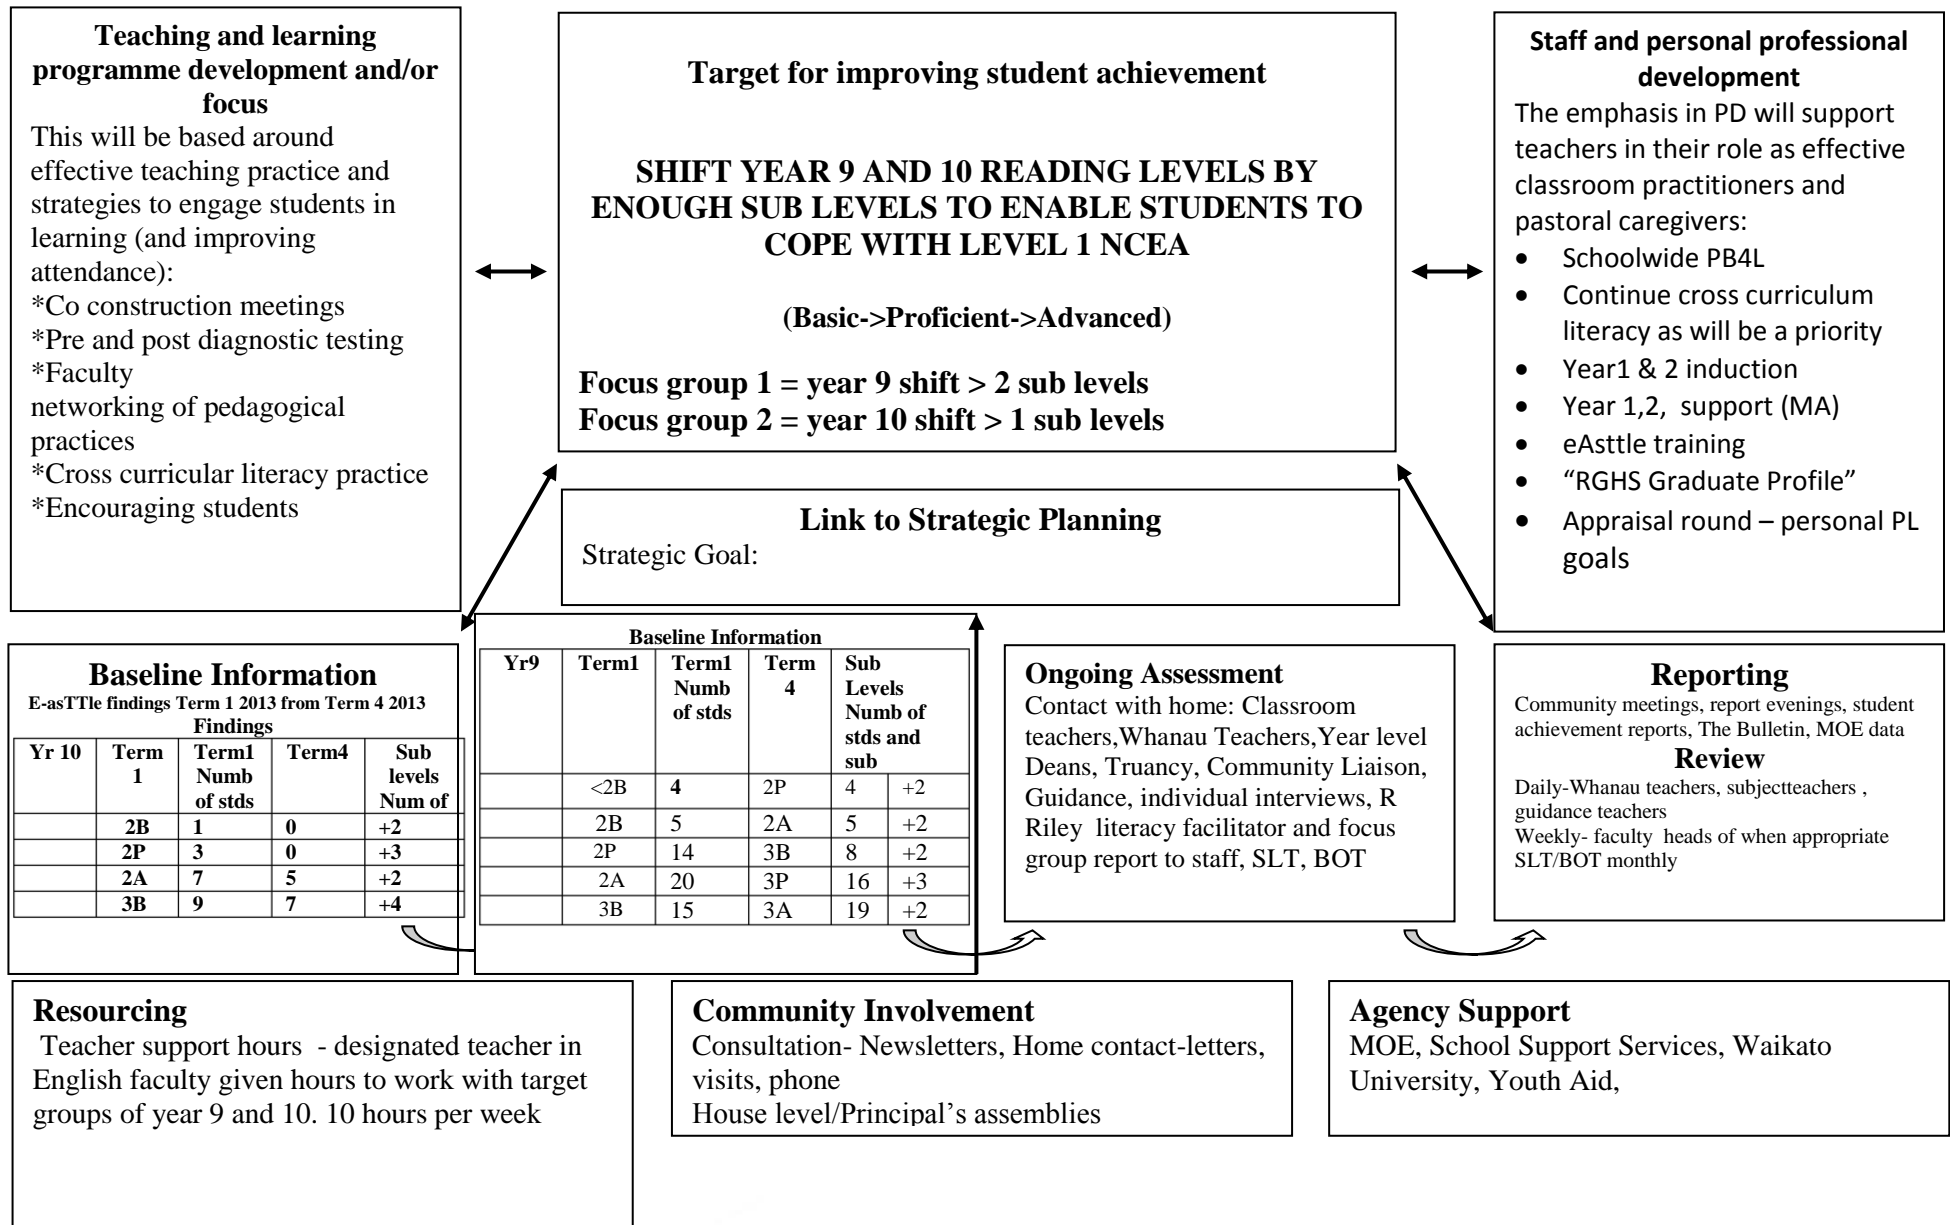 Teaching and learning
programme development and/or
focus
This will be based around
effective teaching practice and
strategies to engage students in
learning (and improving
attendance):
*Co construction meetings
*Pre and post diagnostic testing
*Faculty
networking of pedagogical
practices
*Cross curricular literacy practice
*Encouraging students
Target for improving student achievement
SHIFT YEAR 9 AND 10 READING LEVELS BY
ENOUGH SUB LEVELS TO ENABLE STUDENTS TO
COPE WITH LEVEL 1 NCEA
(Basic->Proficient->Advanced)
Focus group 1 = year 9 shift > 2 sub levels
Focus group 2 = year 10 shift > 1 sub levels
Staff and personal professional
development
The emphasis in PD will support
teachers in their role as effective
classroom practitioners and
pastoral caregivers:
• Schoolwide PB4L
• Continue cross curriculum
literacy as will be a priority
• Year1 & 2 induction
• Year 1,2, support (MA)
• eAsttle training
• “RGHS Graduate Profile”
• Appraisal round – personal PL
goals
Link to Strategic Planning
Strategic Goal:
Baseline Information
E-asTTle findings Term 1 2013 from Term 4 2013
Findings
Yr 10 Term Term1 Term4 Sub
1 Numb levels
of stds Num of
2B 1 0 +2
2P 3 0 +3
2A 7 5 +2
3B 9 7 +4
Baseline Information
Yr9 Term1 Term1 Term Sub
Numb 4 Levels
of stds Numb of
stds and
sub
<2B 4 2P 4 +2
2B 5 2A 5 +2
2P 14 3B 8 +2
2A 20 3P 16 +3
3B 15 3A 19 +2
Ongoing Assessment
Contact with home: Classroom
teachers,Whanau Teachers,Year level
Deans, Truancy, Community Liaison,
Guidance, individual interviews, R
Riley literacy facilitator and focus
group report to staff, SLT, BOT
Reporting
Community meetings, report evenings, student
achievement reports, The Bulletin, MOE data
Review
Daily-Whanau teachers, subjectteachers ,
guidance teachers
Weekly- faculty heads of when appropriate
SLT/BOT monthly
Resourcing
Teacher support hours - designated teacher in
English faculty given hours to work with target
groups of year 9 and 10. 10 hours per week
Community Involvement
Consultation- Newsletters, Home contact-letters,
visits, phone
House level/Principal’s assemblies
Agency Support
MOE, School Support Services, Waikato
University, Youth Aid,